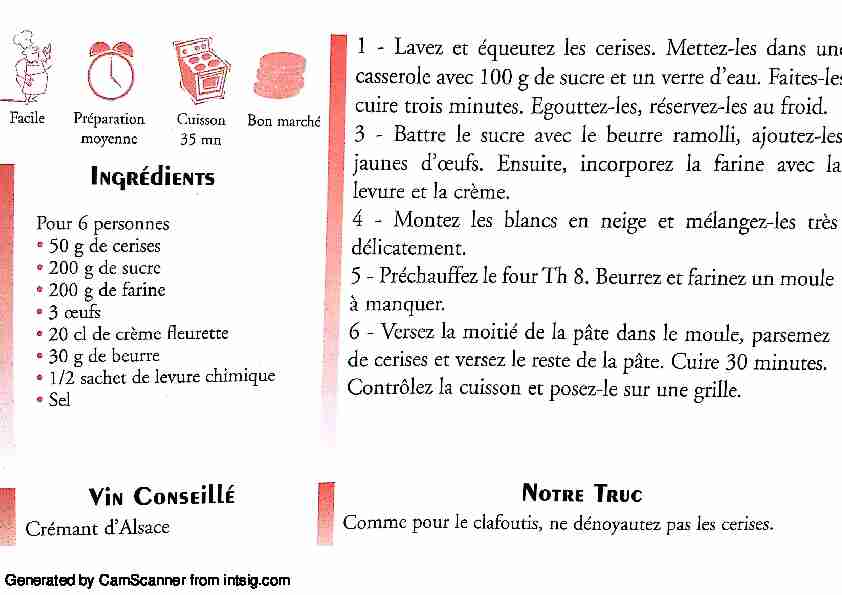 Facile
Préparation
moyenne
Cuisson
35 mn
Bon marché
Ingrédients
Pour 6 personnes
• 50 g de cerises
• 200 g de sucre
• 200 g de farine
• 3 œufs
• 20 cl de crème fleurette
• 30 g de beurre
• 1/2 sachet de levure chimique
• Sel
Vin Conseillé
Crémant d'Alsace
1 - Lavez et équeutez les cerises. Mettez-les dans une
casserole avec 100 g de sucre et un verre d'eau. Faites-les
cuire trois minutes. Egouttez-les, réservez-les au froid.
3 - Battre le sucre avec le beurre ramolli, ajoutez-les
jaunes d'œufs. Ensuite, incorporez la farine avec la
levure et la crème.
4 - Montez les blancs en neige et mélangez-les très
délicatement.
5 - Préchauffez le four Th 8. Beurrez et farinez un moule
à manquer.
6 - Versez la moitié de la pâte dans le moule, parsemez
de cerises et versez le reste de la pâte. Cuire 30 minutes.
Contrôlez la cuisson et posez-le sur une grille.
Notre Truc
Comme pour le clafoutis, ne dénoyautez pas les cerises.
Generated by CamScanner from intsig.com